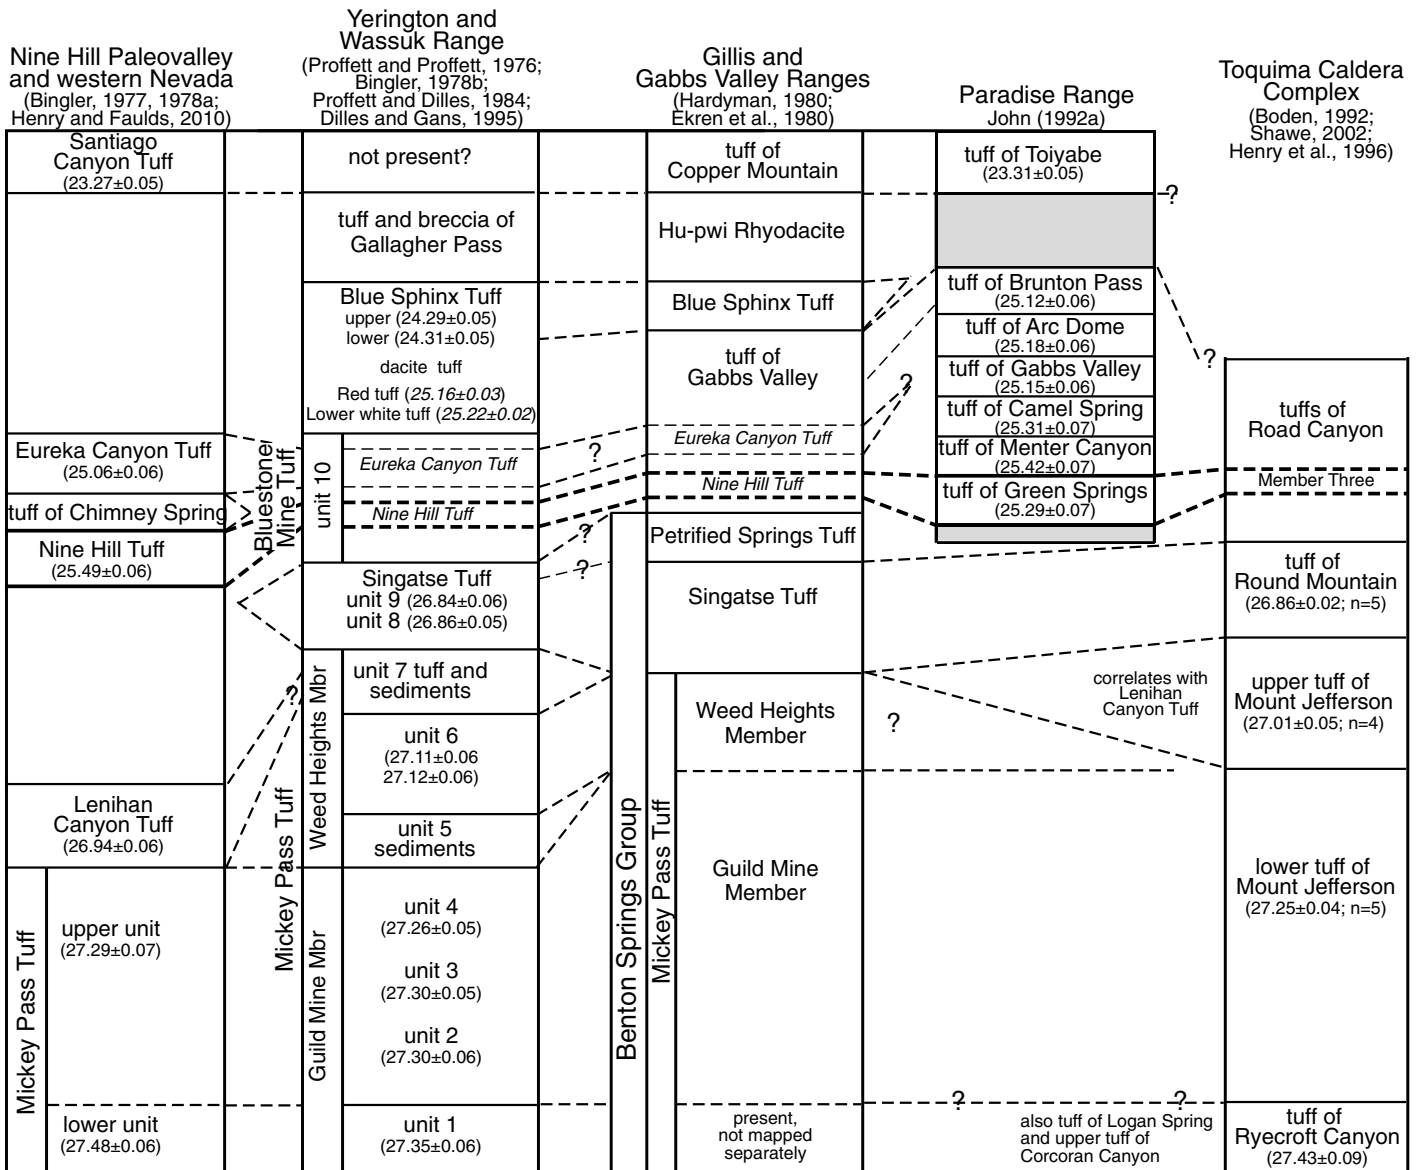 Nine Hill Paleovalley
and western Nevada
(Bingler, 1977, 1978a;
Henry and Faulds, 2010)
Santiago
Canyon Tuff
(23.27±0.05)
Eureka Canyon Tuff
(25.06±0.06)
tuff of Chimney Spring
Nine Hill Tuff
(25.49±0.06)
Lenihan
Canyon Tuff
(26.94±0.06)
Mickey Pass Tuff
upper unit
(27.29±0.07)
lower unit
(27.48±0.06)
Yerington and
Wassuk Range
(Proffett and Proffett, 1976;
Bingler, 1978b;
Proffett and Dilles, 1984;
Dilles and Gans, 1995)
not present?
tuff and breccia of
Gallagher Pass
Blue Sphinx Tuff
upper (24.29±0.05)
lower (24.31±0.05)
dacite tuff
Red tuff (25.16±0.03)
Lower white tuff (25.22±0.02)
Bluestone
Mine Tuff
unit 10
Eureka Canyon Tuff
Nine Hill Tuff
Singatse Tuff
unit 9 (26.84±0.06)
unit 8 (26.86±0.05)
?
Mickey Pass Tuff
Weed Heights Mbr
unit 7 tuff and
sediments
unit 6
(27.11±0.06
27.12±0.06)
unit 5
sediments
Guild Mine Mbr
unit 4
(27.26±0.05)
unit 3
(27.30±0.05)
unit 2
(27.30±0.06)
unit 1
(27.35±0.06)
?
?
?
Gillis and
Gabbs Valley Ranges
(Hardyman, 1980;
Ekren et al., 1980)
tuff of
Copper Mountain
Hu-pwi Rhyodacite
Blue Sphinx Tuff
tuff of
Gabbs Valley
Eureka Canyon Tuff
Nine Hill Tuff
Benton Springs Group
Petrified Springs Tuff
Singatse Tuff
Mickey Pass Tuff
Weed Heights
Member
Guild Mine
Member
present,
not mapped
separately
?
?
Paradise Range
John (1992a)
tuff of Toiyabe
(23.31±0.05)
tuff of Brunton Pass
(25.12±0.06)
tuff of Arc Dome
(25.18±0.06)
tuff of Gabbs Valley
(25.15±0.06)
tuff of Camel Spring
(25.31±0.07)
tuff of Menter Canyon
(25.42±0.07)
tuff of Green Springs
(25.29±0.07)
?
?
correlates with
Lenihan
Canyon Tuff
?
?
also tuff of Logan Spring
and upper tuff of
Corcoran Canyon
Toquima Caldera
Complex
(Boden, 1992;
Shawe, 2002;
Henry et al., 1996)
tuffs of
Road Canyon
Member Three
tuff of
Round Mountain
(26.86±0.02; n=5)
upper tuff of
Mount Jefferson
(27.01±0.05; n=4)
lower tuff of
Mount Jefferson
(27.25±0.04; n=5)
tuff of
Ryecroft Canyon
(27.43±0.09)